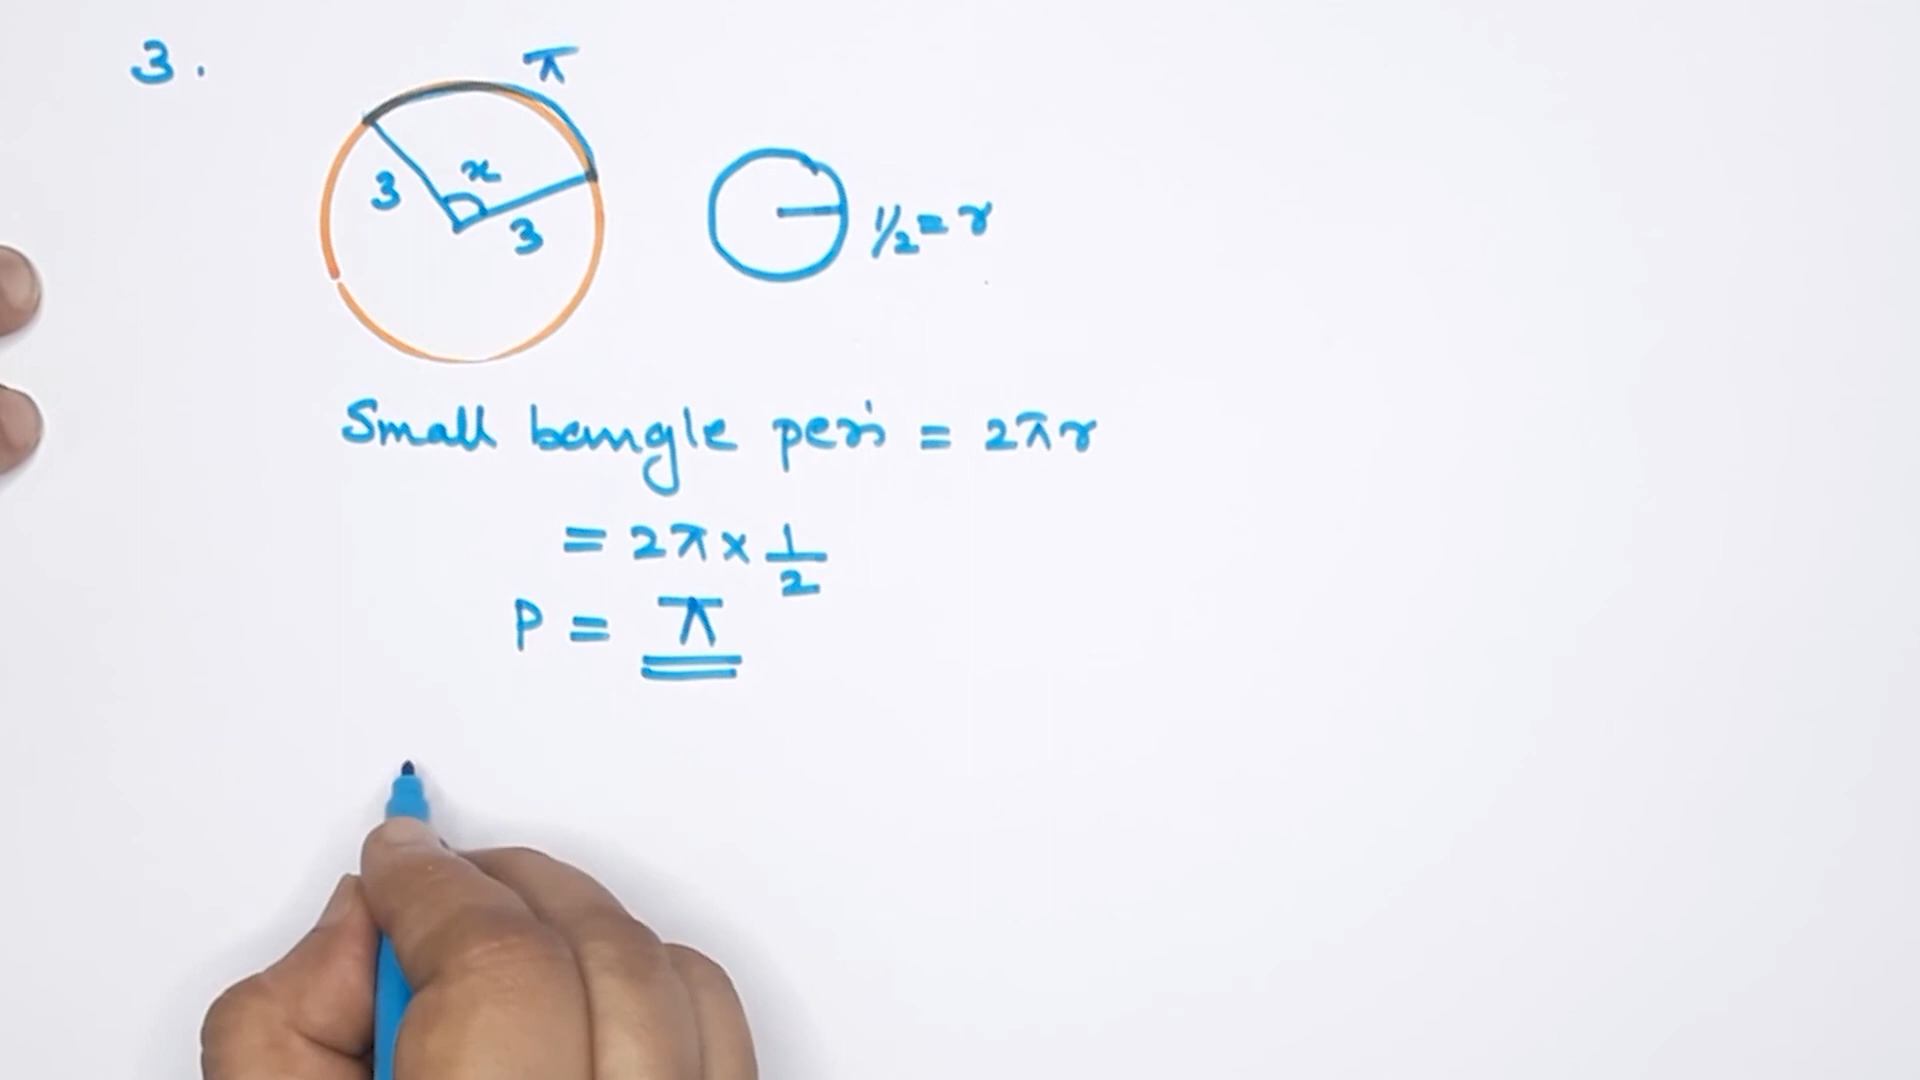 3.
π
x
3
3
1/2 = r
Small bangle peri = 2πr
= 2π × 1/2
P = π